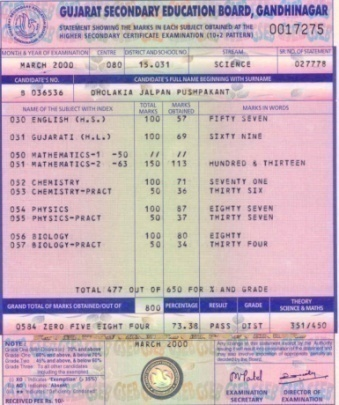 GUJARAT SECONDARY EDUCATION BOARD, GANDHINAGAR
STATEMENT SHOWING THE MARKS IN EACH SUBJECT OBTAINED AT THE
HIGHER SECONDARY CERTIFICATE EXAMINATION (10+2 PATTERN)
0017275
MONTH & YEAR OF EXAMINATION CENTRE DISTRICT AND SCHOOL NO. STREAM SR.NO. OF STATEMENT
MARCH 2000 080 15.031 SCIENCE 027778
CANDIDATE'S NO. CANDIDATE'S FULL NAME BEGINNING WITH SURNAME
B 036536 DHOLAKIA JALPAN PUSHPAKANT
NAME OF THE SUBJECT WITH INDEX TOTAL MARKS MARKS OBTAINED MARKS IN WORDS
030 ENGLISH (H.S.) 100 57 FIFTY SEVEN
031 GUJARATI (H.L.) 100 69 SIXTY NINE
050 MATHEMATICS-1 -50 // //
051 MATHEMATICS-2 -63 150 113 HUNDRED & THIRTEEN
052 CHEMISTRY 100 71 SEVENTY ONE
053 CHEMISTRY-PRACT 50 36 THIRTY SIX
054 PHYSICS 100 87 EIGHTY SEVEN
055 PHYSICS-PRACT 50 37 THIRTY SEVEN
056 BIOLOGY 100 80 EIGHTY
057 BIOLOGY-PRACT 50 34 THIRTY FOUR
TOTAL 477 OUT OF 650 FOR % AND GRADE
GRAND TOTAL OF MARKS OBTAINED/OUT OF 800 PERCENTAGE RESULT GRADE THEORY SCIENCE & MATHS
0584 ZERO FIVE EIGHT FOUR 73.38 PASS DIST 351/450
NOTE :
MARCH 2000
RECEIVED FEE Rs. 10/-
EXAMINATION SECRETARY
DIRECTOR OF EXAMINATION